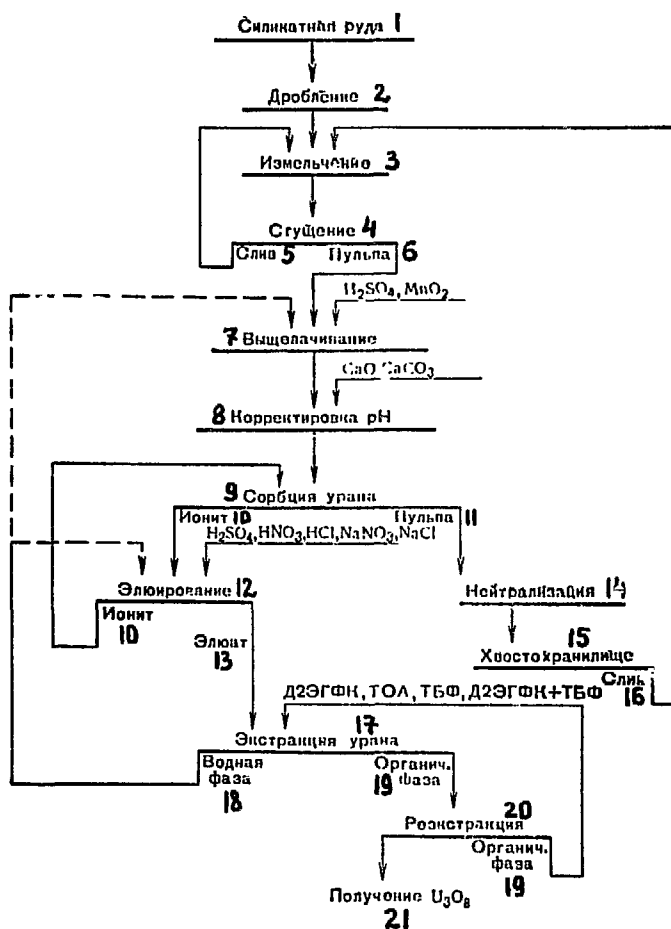 Силикатная руда 1
Дробление 2
Измельчение 3
Сгущение 4
Слив 5 Пульпа 6
H₂SO₄, MnO₂
7 Выщелачивание
CaO CaCO₃
8 Корректировка pH
9 Сорбция урана
Ионит 10 Пульпа 11
H₂SO₄, HNO₃, HCl, NaNO₃, NaCl
Элюирование 12
Нейтрализация 14
Ионит 10
Элюат 13
15
Хвостохранилище
Слив 16
Д2ЭГФК, ТОА, ТБФ, Д2ЭГФК+ТБФ
17
Экстракция урана
Водная фаза 18
Органич. фаза 19
20
Реэкстракция
Органич. фаза 19
Получение U₃O₈
21